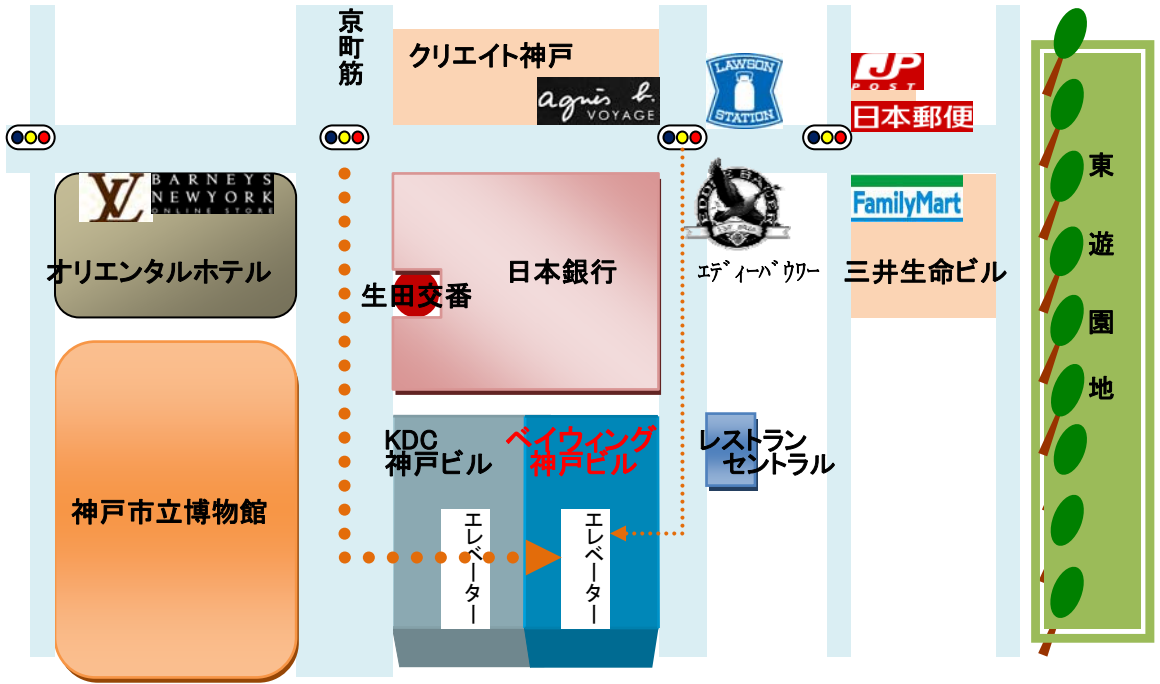 京町筋
クリエイト神戸
agnès b.
VOYAGE
LAWSON
STATION
JP
POST
日本郵便
LV
BARNEYS
NEWYORK
ONLINE STORE
オリエンタルホテル
生田交番
日本銀行
EDDIE BAUER
エディーバウワー
FamilyMart
三井生命ビル
東遊園地
KDC
神戸ビル
ベイウィング
神戸ビル
レストラン
セントラル
神戸市立博物館
エレベーター
エレベーター